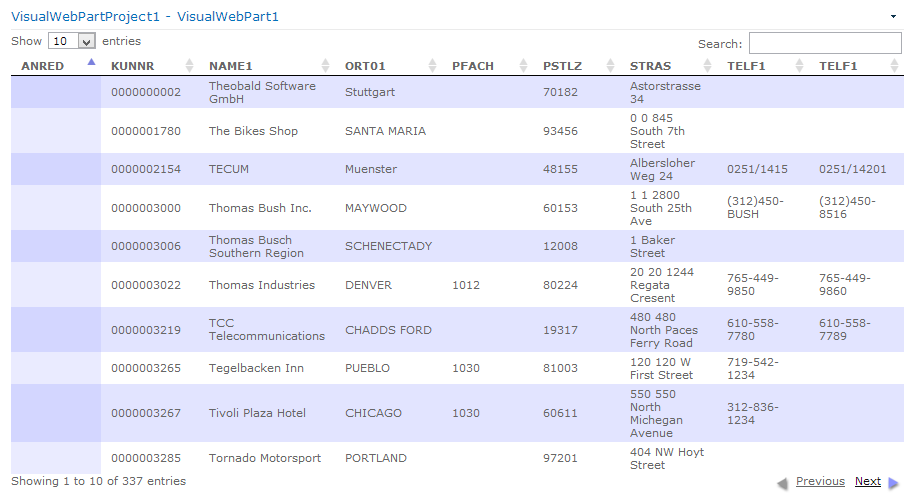 VisualWebPartProject1 - VisualWebPart1
Show 10 entries
Search:
ANRED KUNNR NAME1 ORT01 PFACH PSTLZ STRAS TELF1 TELF1
0000000002 Theobald Software GmbH Stuttgart 70182 Astorstrasse 34
0000001780 The Bikes Shop SANTA MARIA 93456 0 0 845 South 7th Street
0000002154 TECUM Muenster 48155 Albersloher Weg 24 0251/1415 0251/14201
0000003000 Thomas Bush Inc. MAYWOOD 60153 1 1 2800 South 25th Ave (312)450-BUSH (312)450-8516
0000003006 Thomas Busch Southern Region SCHENECTADY 12008 1 Baker Street
0000003022 Thomas Industries DENVER 1012 80224 20 20 1244 Regata Cresent 765-449-9850 765-449-9860
0000003219 TCC Telecommunications CHADDS FORD 19317 480 480 North Paces Ferry Road 610-558-7780 610-558-7789
0000003265 Tegelbacken Inn PUEBLO 1030 81003 120 120 W First Street 719-542-1234
0000003267 Tivoli Plaza Hotel CHICAGO 1030 60611 550 550 North Michegan Avenue 312-836-1234
0000003285 Tornado Motorsport PORTLAND 97201 404 NW Hoyt Street
Showing 1 to 10 of 337 entries
Previous Next